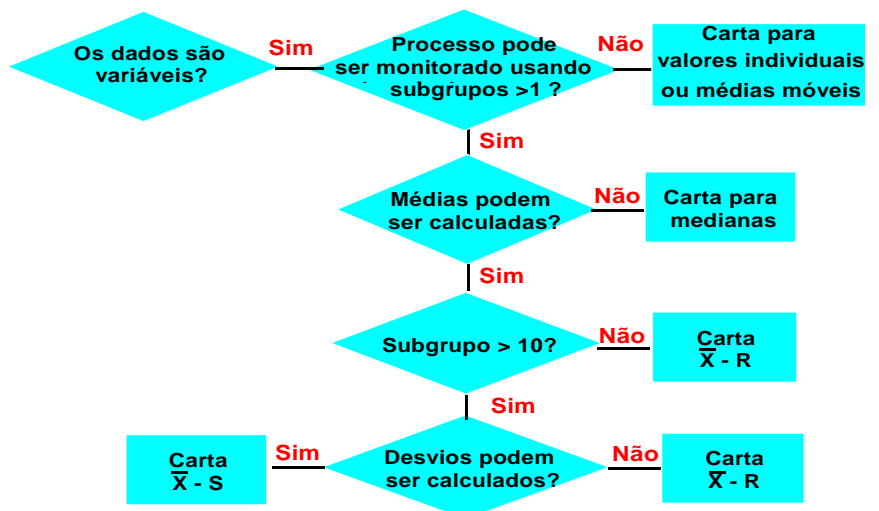 Os dados são
variáveis?
Sim
Processo pode
ser monitorado usando
subgrupos >1 ?
Não
Carta para
valores individuais
ou médias móveis
Sim
Médias podem
ser calculadas?
Não
Carta para
medianas
Sim
Subgrupo > 10?
Não
Carta
X̅ - R
Sim
Carta
X̅ - S
Sim
Desvios podem
ser calculados?
Não
Carta
X̅ - R